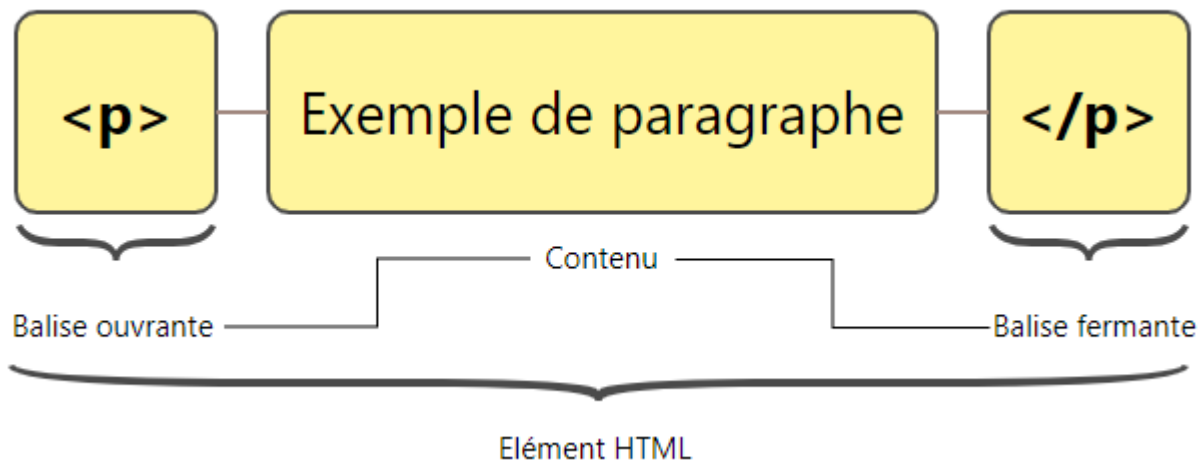 <p> Exemple de paragraphe </p>
Contenu
Balise ouvrante Balise fermante
Elément HTML